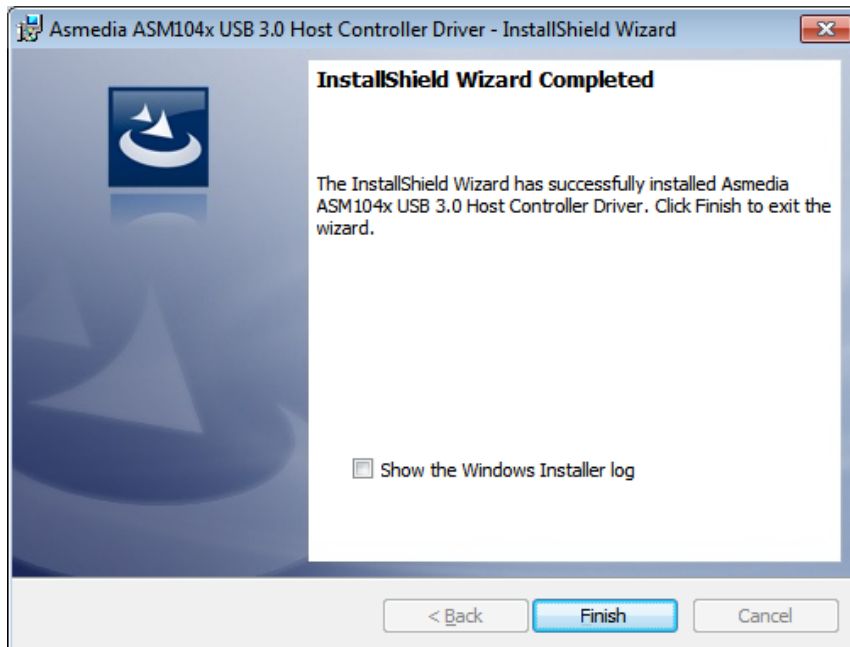 Asmedia ASM104x USB 3.0 Host Controller Driver - InstallShield Wizard
InstallShield Wizard Completed
The InstallShield Wizard has successfully installed Asmedia
ASM104x USB 3.0 Host Controller Driver. Click Finish to exit the
wizard.
Show the Windows Installer log
< Back Finish Cancel